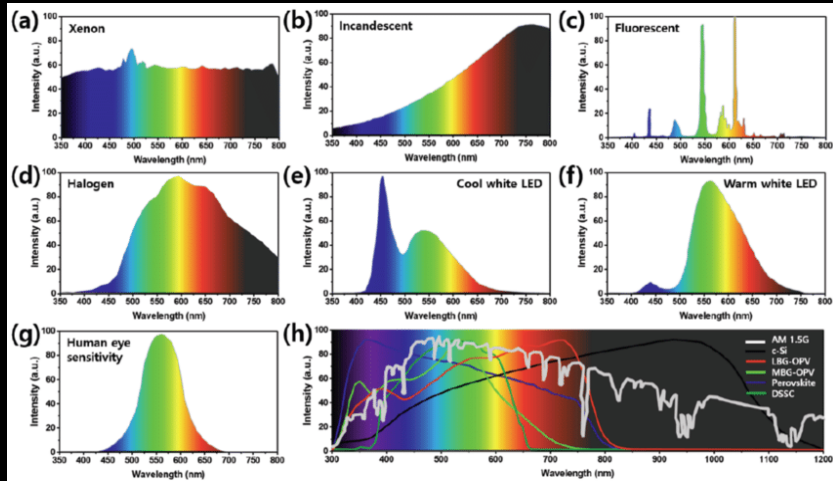 (a)
Xenon
Intensity (a.u.)
100
80
60
40
20
0
350 400 450 500 550 600 650 700 750 800
Wavelength (nm)
(b)
Incandescent
Intensity (a.u.)
100
80
60
40
20
0
350 400 450 500 550 600 650 700 750 800
Wavelength (nm)
(c)
Fluorescent
Intensity (a.u.)
100
80
60
40
20
0
350 400 450 500 550 600 650 700 750 800
Wavelength (nm)
(d)
Halogen
Intensity (a.u.)
100
80
60
40
20
0
350 400 450 500 550 600 650 700 750 800
Wavelength (nm)
(e)
Cool white LED
Intensity (a.u.)
100
80
60
40
20
0
350 400 450 500 550 600 650 700 750 800
Wavelength (nm)
(f)
Warm white LED
Intensity (a.u.)
100
80
60
40
20
0
350 400 450 500 550 600 650 700 750 800
Wavelength (nm)
(g)
Human eye
sensitivity
Intensity (a.u.)
100
80
60
40
20
0
350 400 450 500 550 600 650 700 750 800
Wavelength (nm)
(h)
AM 1.5G
c-Si
LBG-OPV
MBG-OPV
Perovskite
DSSC
Intensity (a.u.)
100
80
60
40
20
0
300 400 500 600 700 800 900 1000 1100 1200
Wavelength (nm)